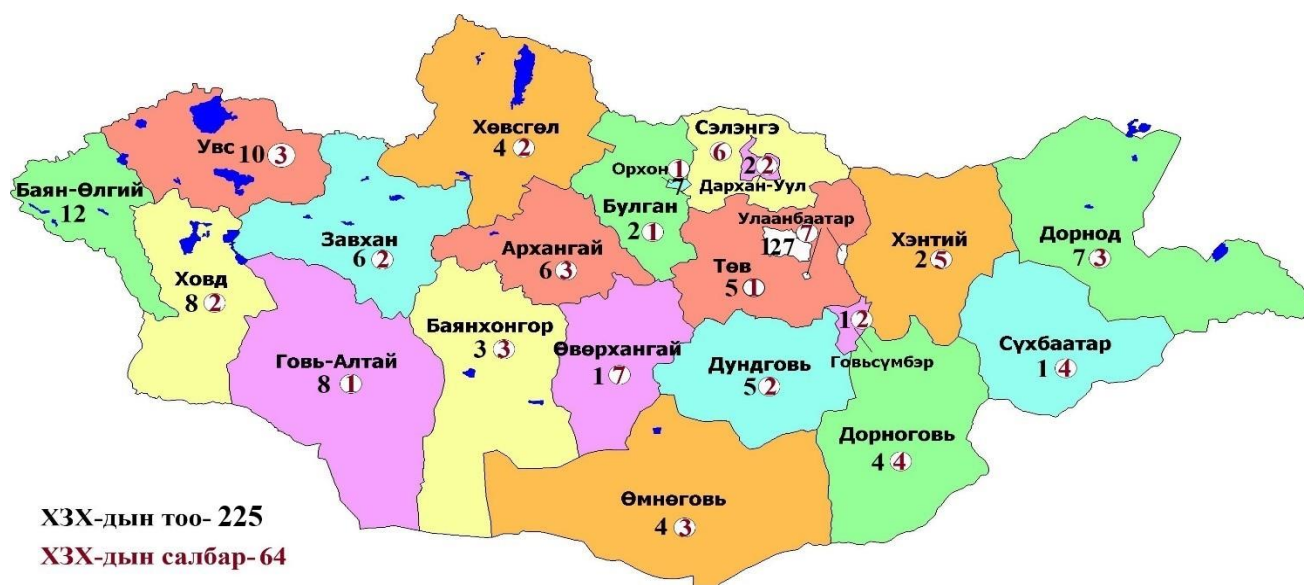 Увс
10 3
Баян-Өлгий
12
Ховд
8 2
Хөвсгөл
4 2
Завхан
6 2
Говь-Алтай
8 1
Архангай
6 3
Баянхонгор
3 3
Өвөрхангай
1 7
Орхон 1
7
Булган
2 1
Сэлэнгэ
6
2 2
Дархан-Уул
Улаанбаатар
7
127
Төв
5 1
1 2
Говьсүмбэр
Дундговь
5 2
Өмнөговь
4 3
Дорноговь
4 4
Хэнтий
2 5
Дорнод
7 3
Сүхбаатар
1 4
ХЗХ-дын тоо- 225
ХЗХ-дын салбар- 64